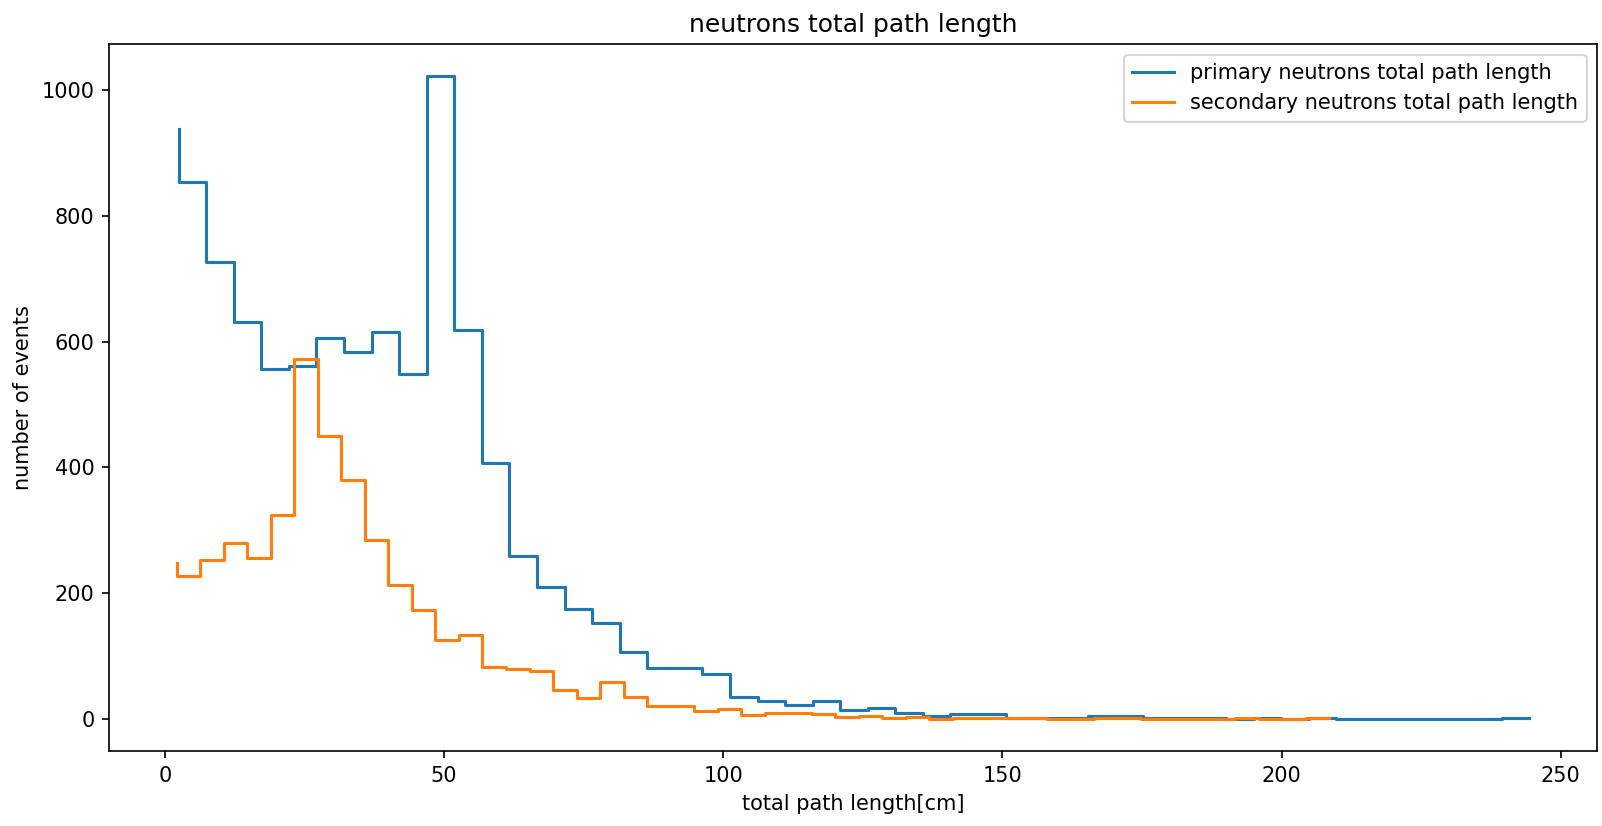 neutrons total path length
primary neutrons total path length
secondary neutrons total path length
1000
800
600
400
200
0
number of events
0 50 100 150 200 250
total path length[cm]